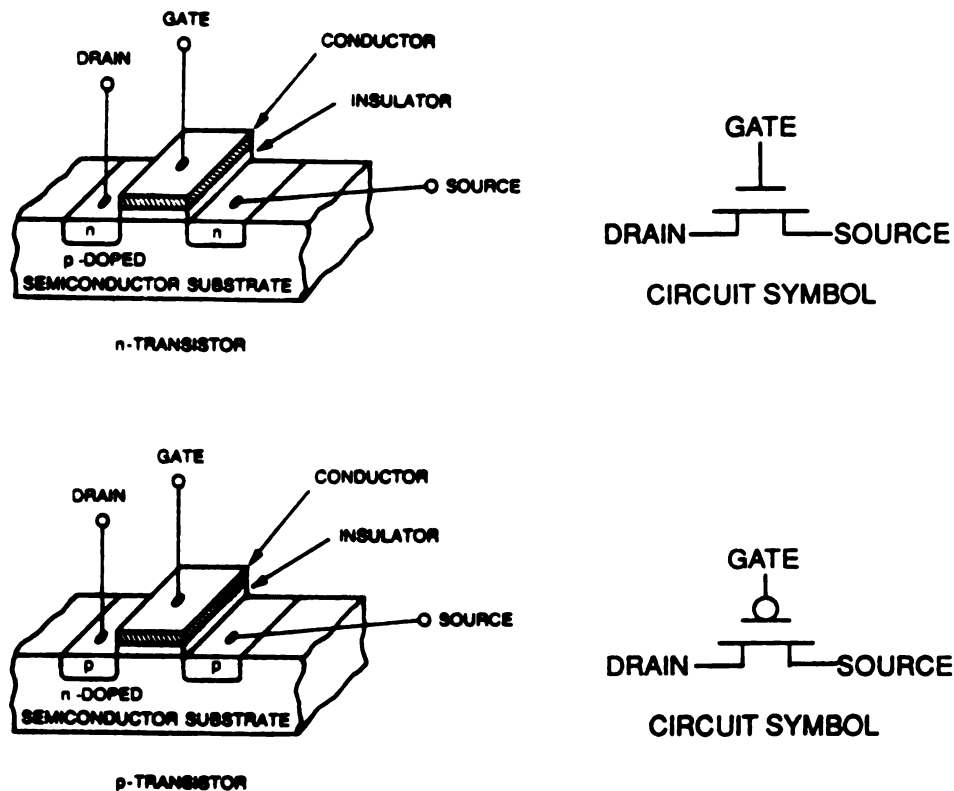 GATE
DRAIN
CONDUCTOR
INSULATOR
SOURCE
n
n
p-DOPED
SEMICONDUCTOR SUBSTRATE
n-TRANSISTOR
GATE
DRAIN
SOURCE
CIRCUIT SYMBOL
GATE
DRAIN
CONDUCTOR
INSULATOR
SOURCE
p
p
n-DOPED
SEMICONDUCTOR SUBSTRATE
p-TRANSISTOR
GATE
DRAIN
SOURCE
CIRCUIT SYMBOL